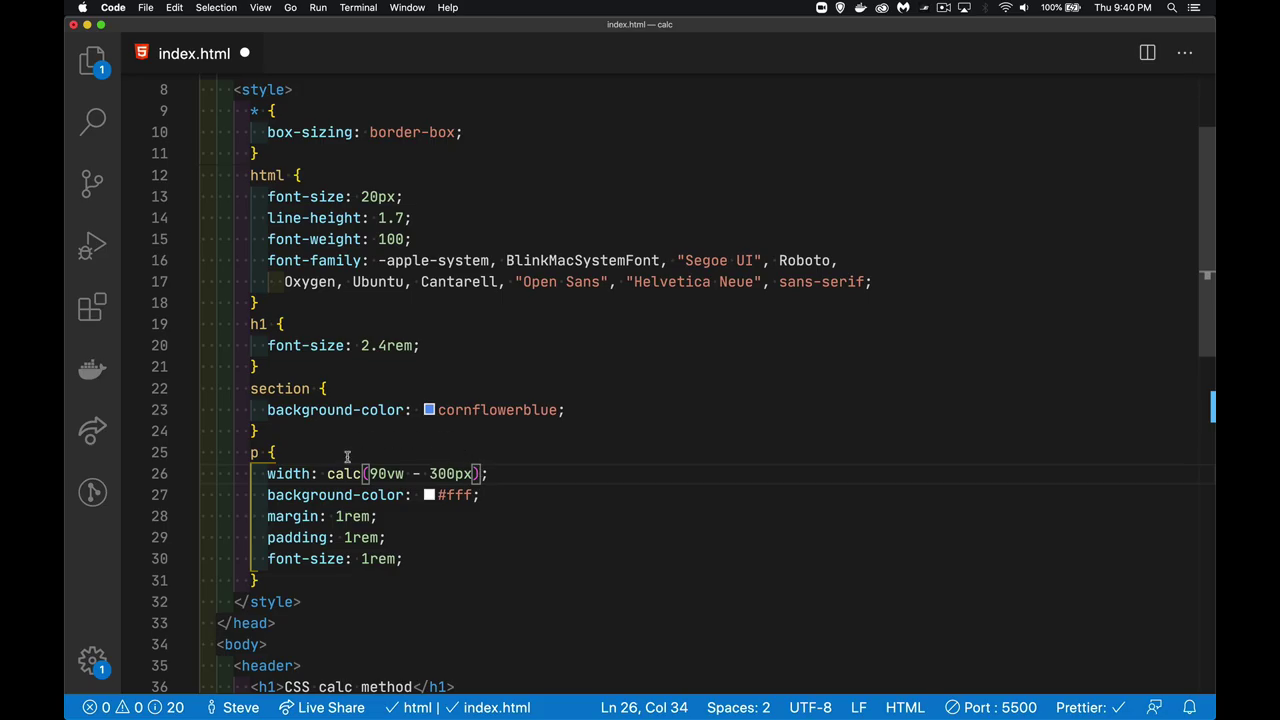 Code File Edit Selection View Go Run Terminal Window Help 100% Thu 9:40 PM
index.html — calc
index.html
1
8 <style>
9 * {
10 box-sizing: border-box;
11 }
12 html {
13 font-size: 20px;
14 line-height: 1.7;
15 font-weight: 100;
16 font-family: -apple-system, BlinkMacSystemFont, "Segoe UI", Roboto,
17 Oxygen, Ubuntu, Cantarell, "Open Sans", "Helvetica Neue", sans-serif;
18 }
19 h1 {
20 font-size: 2.4rem;
21 }
22 section {
23 background-color: cornflowerblue;
24 }
25 p {
26 width: calc(90vw - 300px);
27 background-color: #fff;
28 margin: 1rem;
29 padding: 1rem;
30 font-size: 1rem;
31 }
32 </style>
33 </head>
34 <body>
35 <header>
36 <h1>CSS calc method</h1>
1
0 0 20 Steve Live Share html | index.html Ln 26, Col 34 Spaces: 2 UTF-8 LF HTML Port : 5500 Prettier: